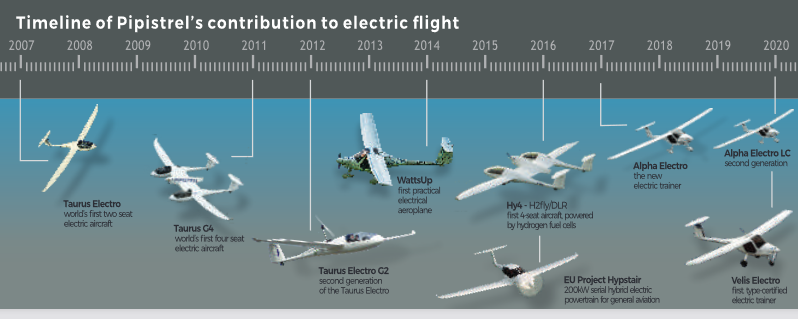 Timeline of Pipistrel's contribution to electric flight
2007 2008 2009 2010 2011 2012 2013 2014 2015 2016 2017 2018 2019 2020
Taurus Electro
world's first two seat
electric aircraft
Taurus G4
world's first four seat
electric aircraft
Taurus Electro G2
second generation
of the Taurus Electro
WattsUp
first practical
electrical
aeroplane
Hy4 - H2fly/DLR
first 4-seat aircraft, powered
by hydrogen fuel cells
EU Project Hypstair
200kW serial hybrid electric
powertrain for general aviation
Alpha Electro
the new
electric trainer
Alpha Electro LC
second generation
Velis Electro
first type-certified
electric trainer